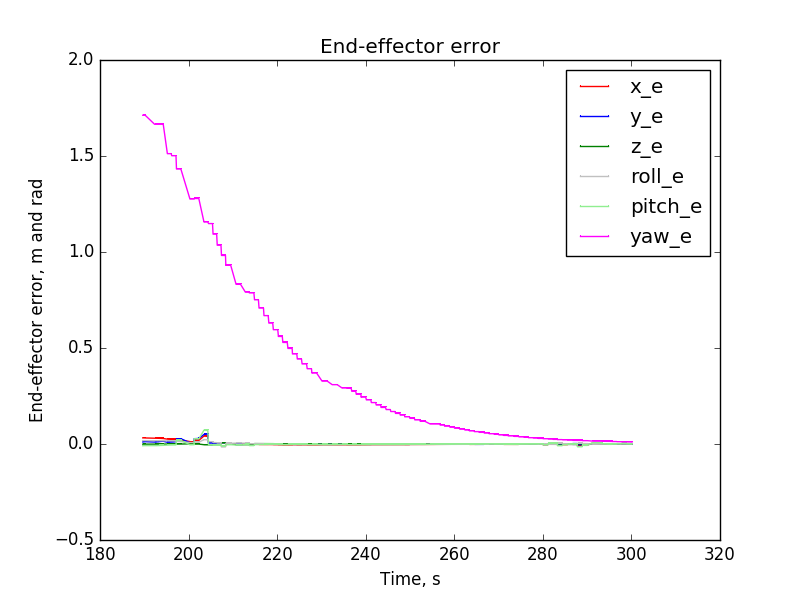 End-effector error
2.0
1.5
1.0
0.5
0.0
−0.5
End-effector error, m and rad
x_e
y_e
z_e
roll_e
pitch_e
yaw_e
180 200 220 240 260 280 300 320
Time, s